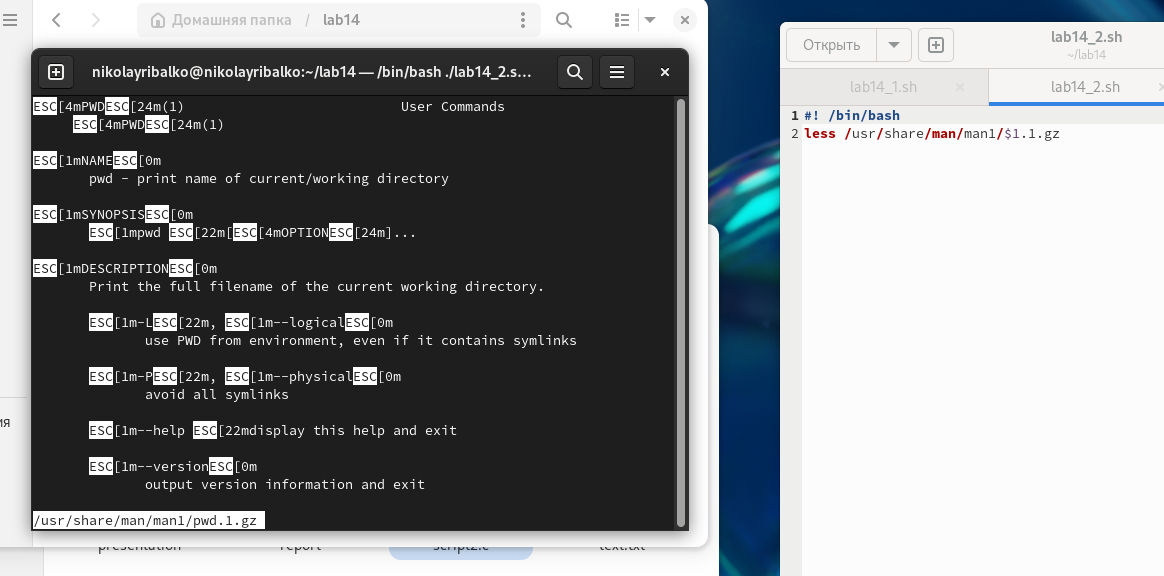 Домашняя папка / lab14
nikolayribalko@nikolayribalko:~/lab14 — /bin/bash ./lab14_2.s…
ESC[4mPWDESC[24m(1) User Commands
ESC[4mPWDESC[24m(1)
ESC[1mNAMEESC[0m
pwd - print name of current/working directory
ESC[1mSYNOPSISESC[0m
ESC[1mpwd ESC[22m[ESC[4mOPTIONESC[24m]...
ESC[1mDESCRIPTIONESC[0m
Print the full filename of the current working directory.
ESC[1m-LESC[22m, ESC[1m--logicalESC[0m
use PWD from environment, even if it contains symlinks
ESC[1m-PESC[22m, ESC[1m--physicalESC[0m
avoid all symlinks
ESC[1m--help ESC[22mdisplay this help and exit
ESC[1m--versionESC[0m
output version information and exit
/usr/share/man/man1/pwd.1.gz
presentation report script2.c text.txt
Открыть
lab14_2.sh
~/lab14
lab14_1.sh lab14_2.sh
1 #! /bin/bash
2 less /usr/share/man/man1/$1.1.gz